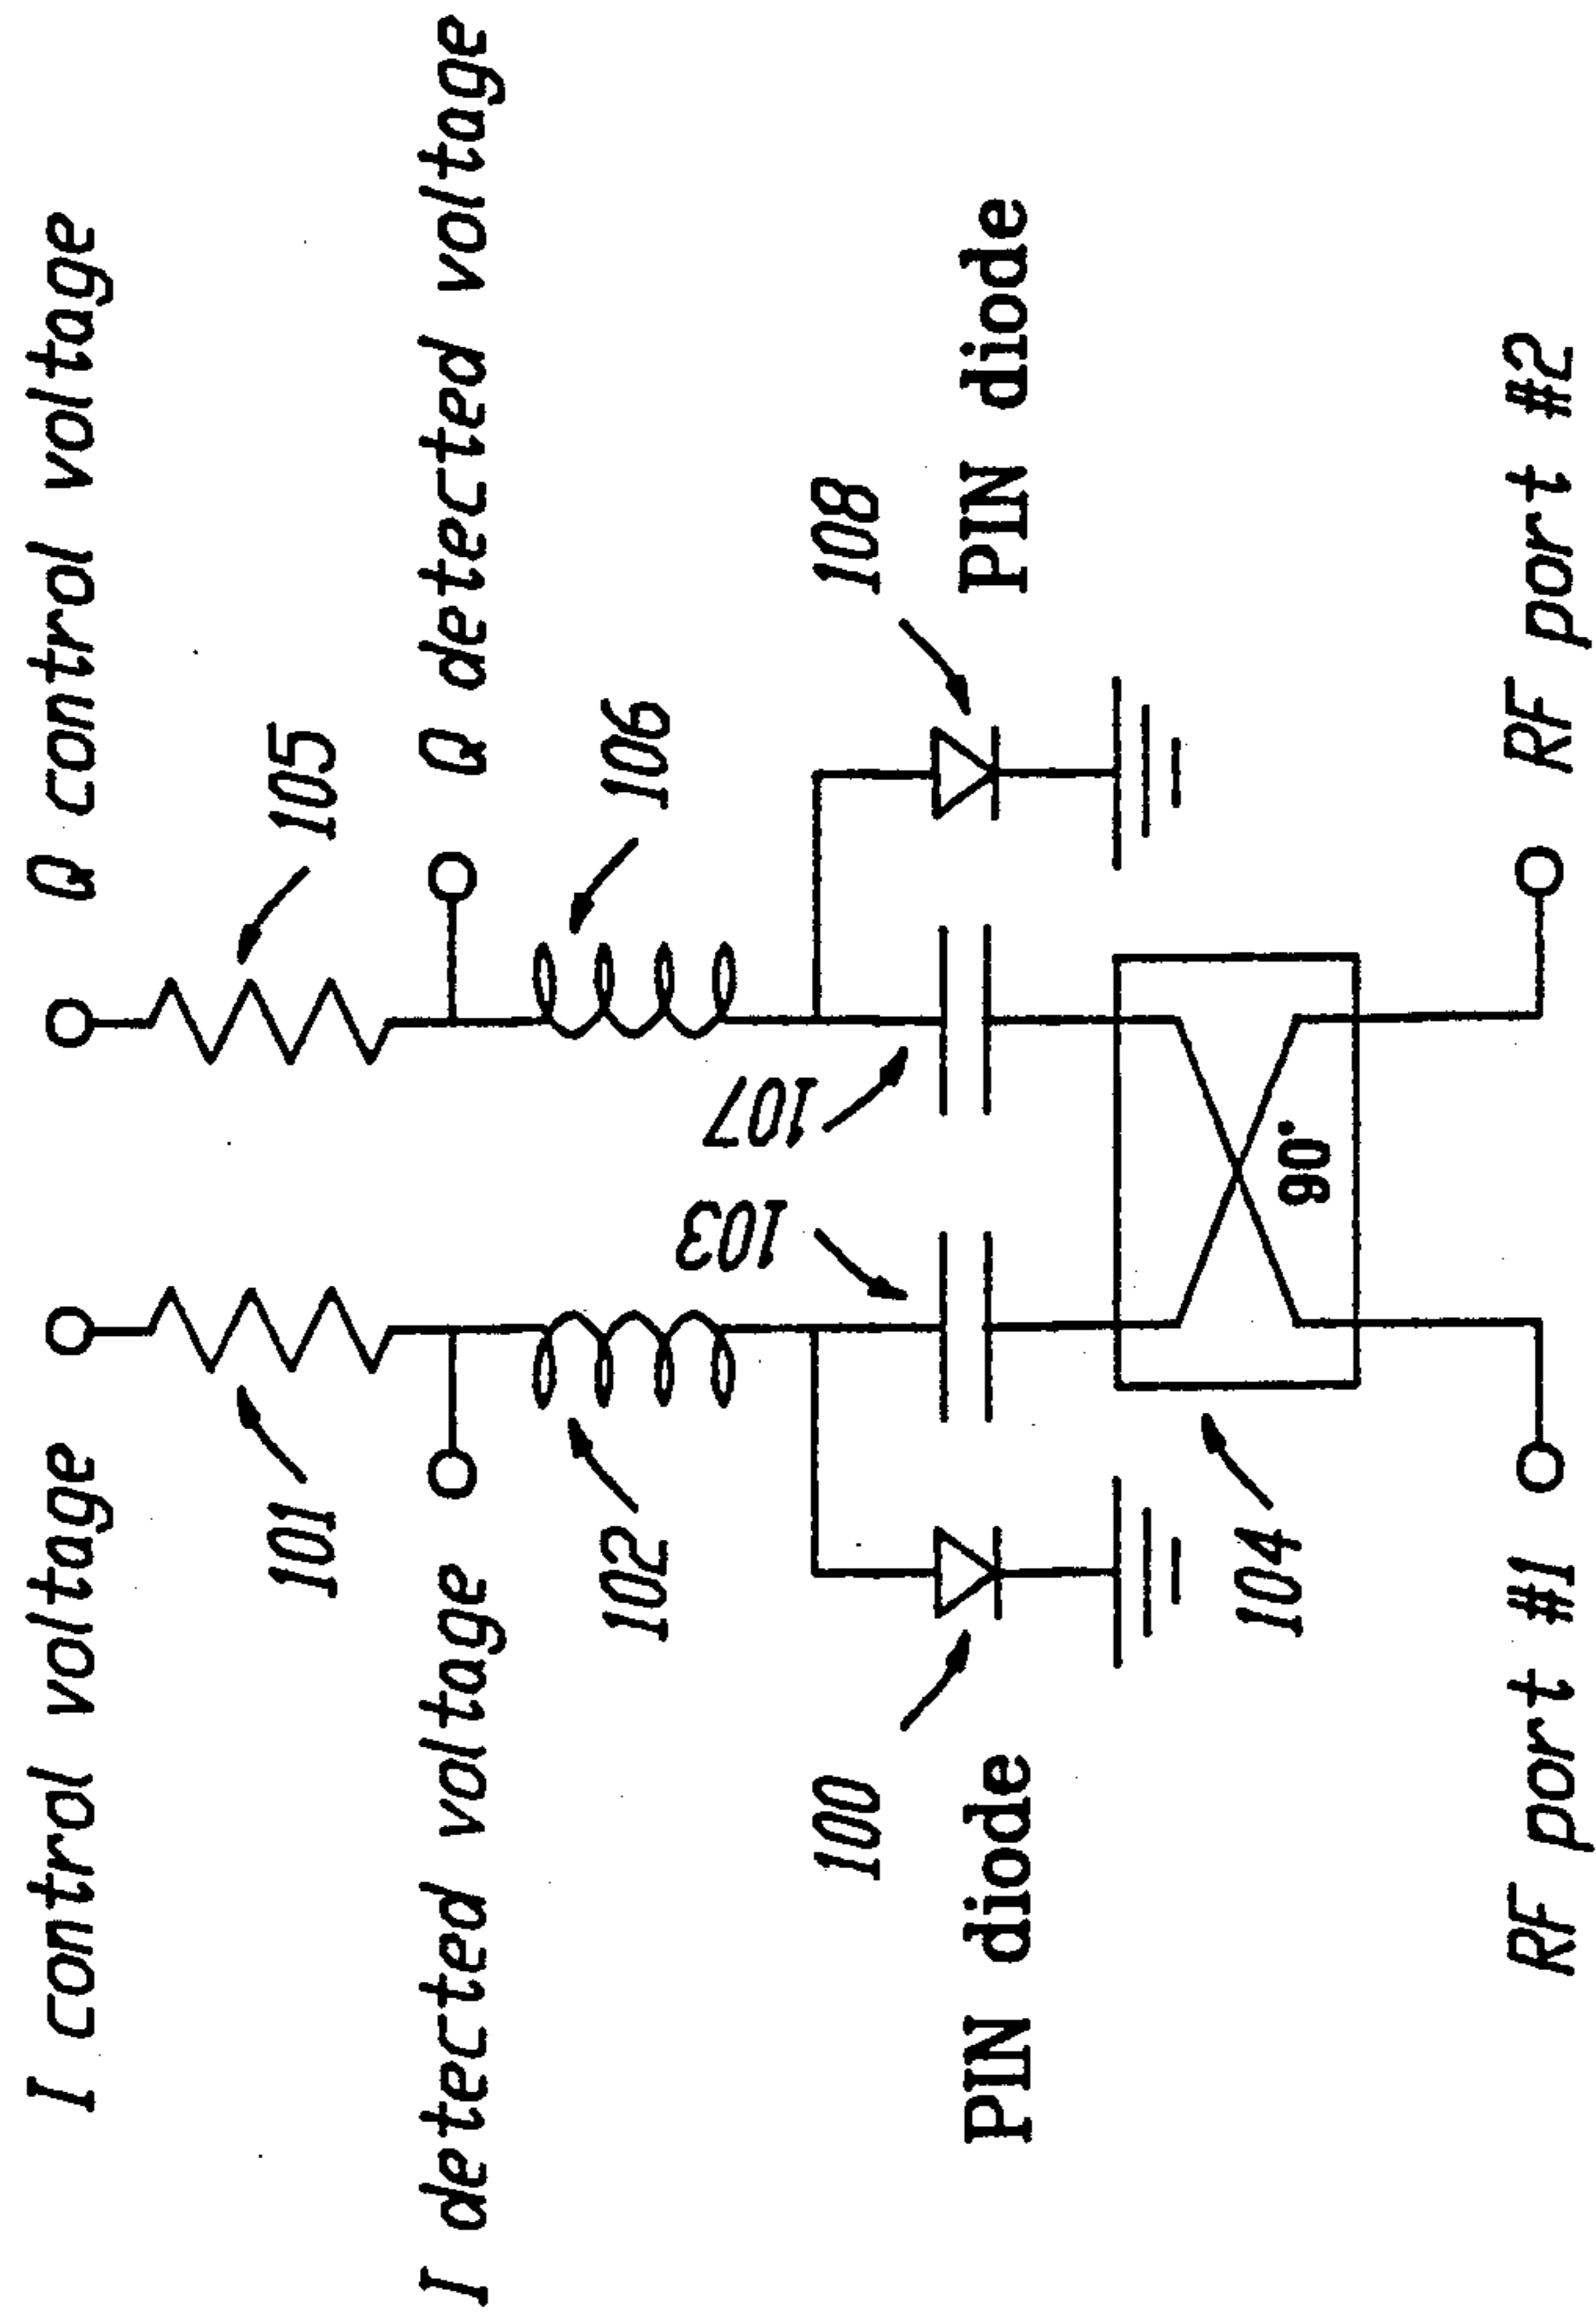 I control voltage
Q control voltage
101
105
I detected voltage
Q detected voltage
102
106
103
107
100
108
PIN diode
PIN diode
104
90°
RF port #1
RF port #2